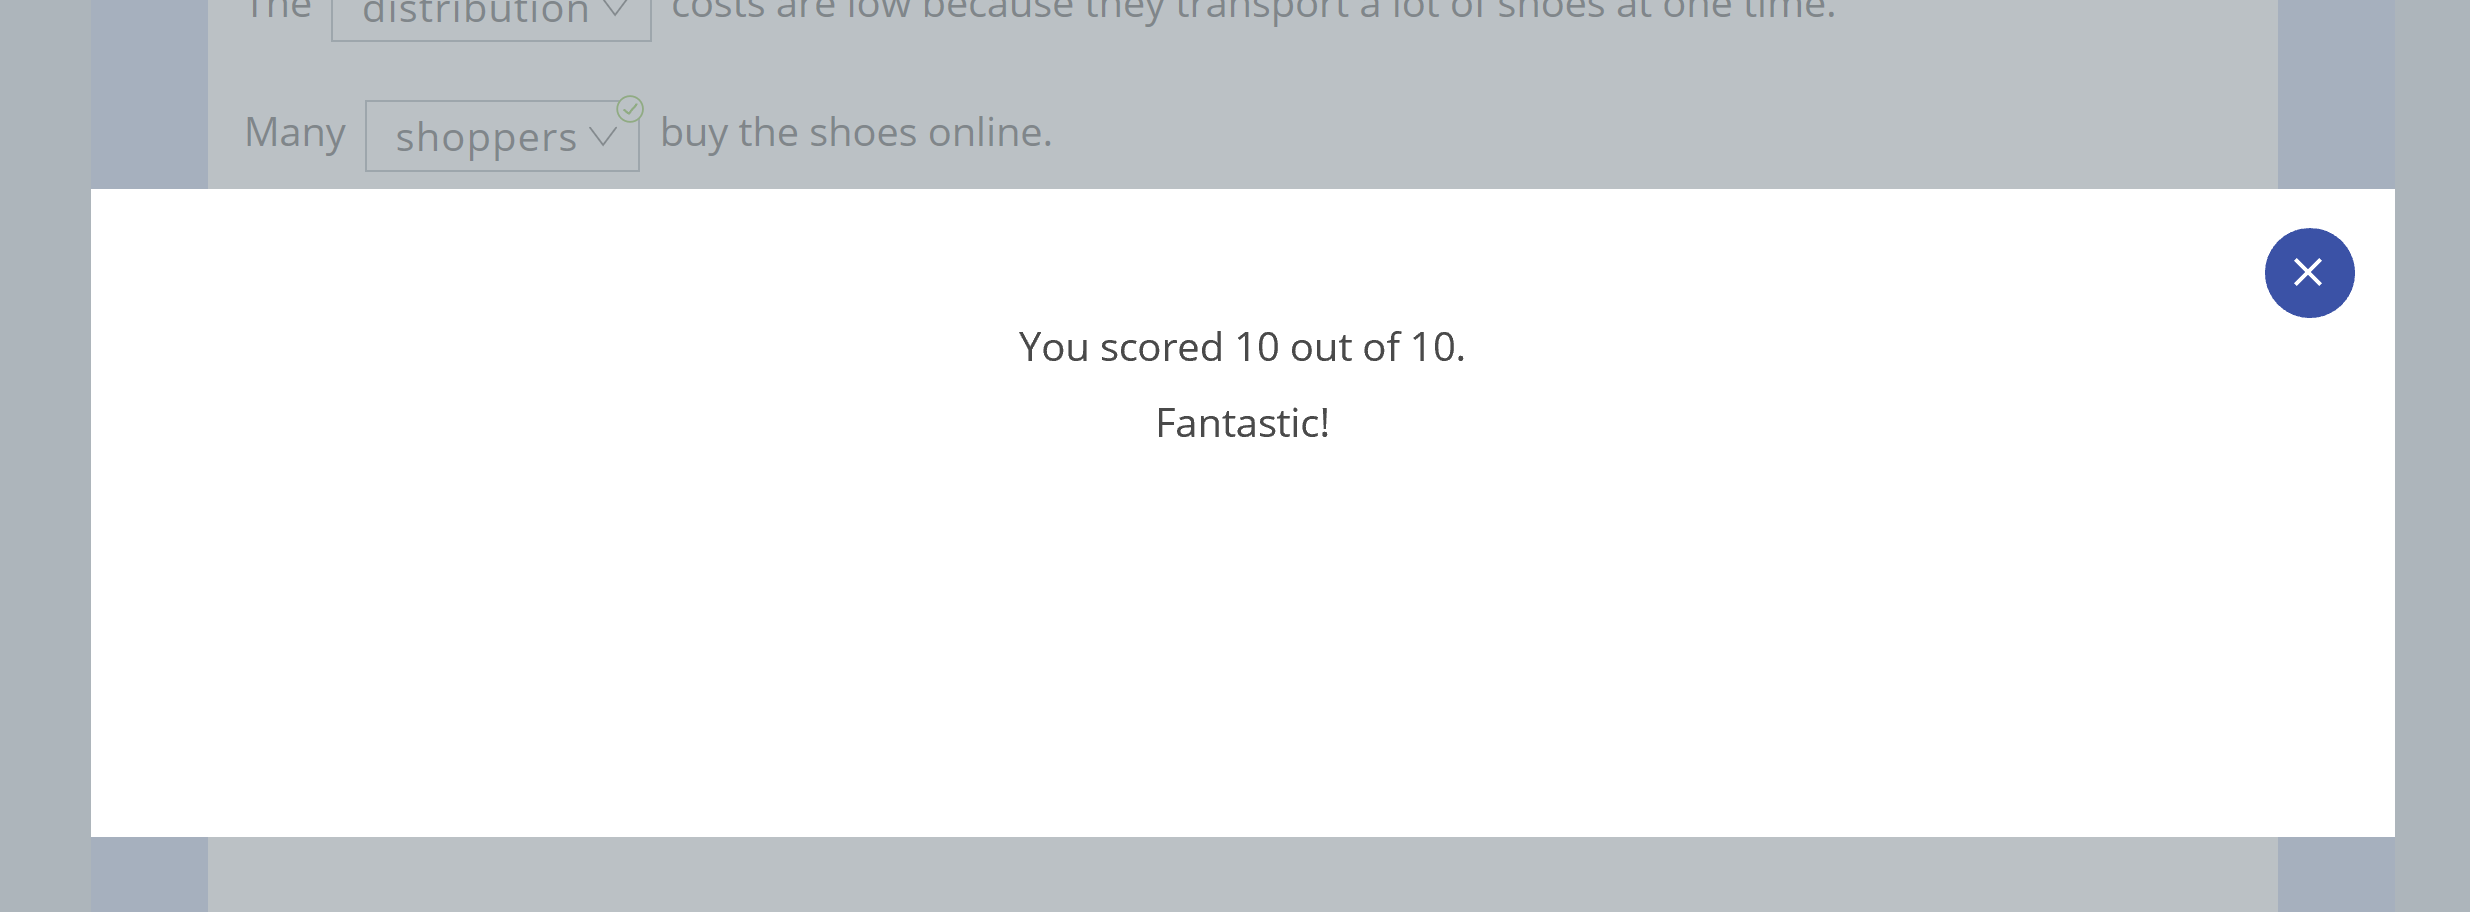 The distribution costs are low because they transport a lot of shoes at one time.
Many shoppers buy the shoes online.
You scored 10 out of 10.
Fantastic!